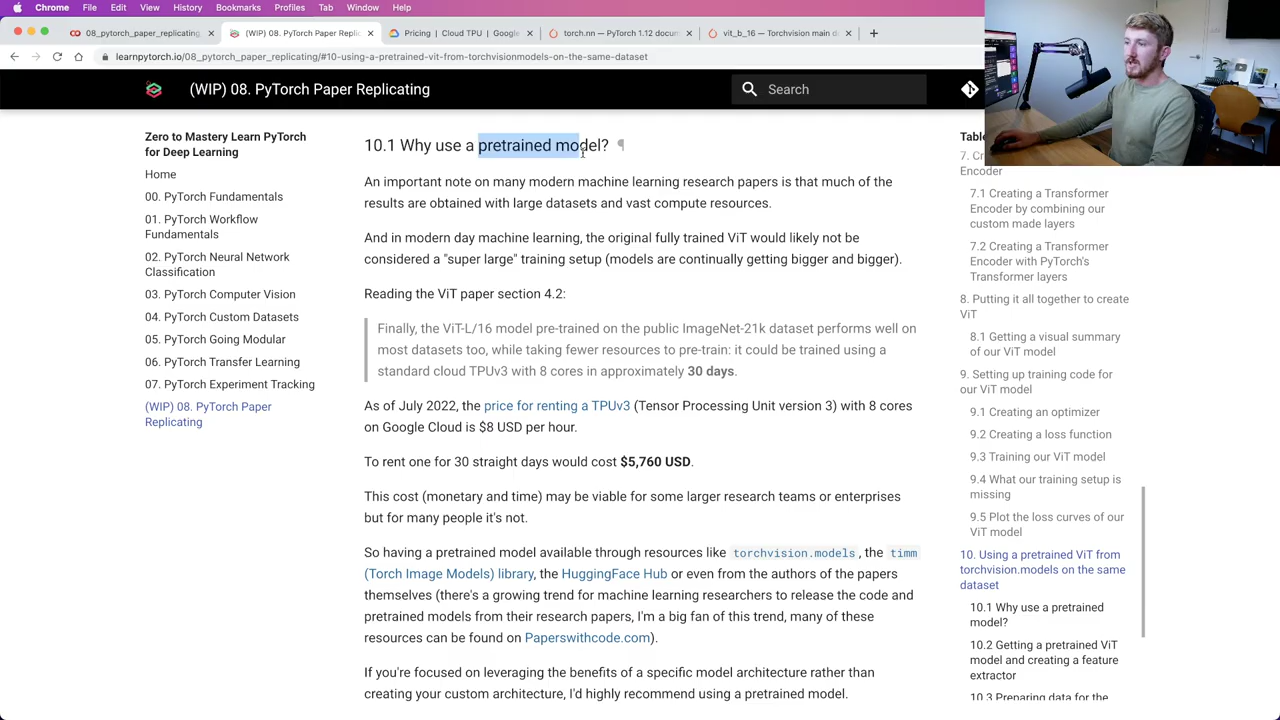 Chrome File Edit View History Bookmarks Profiles Tab Window Help
08_pytorch_paper_replicating. (WIP) 08. PyTorch Paper Replic Pricing | Cloud TPU | Google torch.nn — PyTorch 1.12 docum vit_b_16 — Torchvision main d
learnpytorch.io/08_pytorch_paper_replicating/#10-using-a-pretrained-vit-from-torchvisionmodels-on-the-same-dataset
(WIP) 08. PyTorch Paper Replicating
Search
Zero to Mastery Learn PyTorch
for Deep Learning
Home
00. PyTorch Fundamentals
01. PyTorch Workflow
Fundamentals
02. PyTorch Neural Network
Classification
03. PyTorch Computer Vision
04. PyTorch Custom Datasets
05. PyTorch Going Modular
06. PyTorch Transfer Learning
07. PyTorch Experiment Tracking
(WIP) 08. PyTorch Paper
Replicating
10.1 Why use a pretrained model? ¶
An important note on many modern machine learning research papers is that much of the
results are obtained with large datasets and vast compute resources.
And in modern day machine learning, the original fully trained ViT would likely not be
considered a "super large" training setup (models are continually getting bigger and bigger).
Reading the ViT paper section 4.2:
Finally, the ViT-L/16 model pre-trained on the public ImageNet-21k dataset performs well on
most datasets too, while taking fewer resources to pre-train: it could be trained using a
standard cloud TPUv3 with 8 cores in approximately 30 days.
As of July 2022, the price for renting a TPUv3 (Tensor Processing Unit version 3) with 8 cores
on Google Cloud is $8 USD per hour.
To rent one for 30 straight days would cost $5,760 USD.
This cost (monetary and time) may be viable for some larger research teams or enterprises
but for many people it's not.
So having a pretrained model available through resources like torchvision.models, the timm
(Torch Image Models) library, the HuggingFace Hub or even from the authors of the papers
themselves (there's a growing trend for machine learning researchers to release the code and
pretrained models from their research papers, I'm a big fan of this trend, many of these
resources can be found on Paperswithcode.com).
If you're focused on leveraging the benefits of a specific model architecture rather than
creating your custom architecture, I'd highly recommend using a pretrained model.
Table
7. Cr
Encoder
7.1 Creating a Transformer
Encoder by combining our
custom made layers
7.2 Creating a Transformer
Encoder with PyTorch's
Transformer layers
8. Putting it all together to create
ViT
8.1 Getting a visual summary
of our ViT model
9. Setting up training code for
our ViT model
9.1 Creating an optimizer
9.2 Creating a loss function
9.3 Training our ViT model
9.4 What our training setup is
missing
9.5 Plot the loss curves of our
ViT model
10. Using a pretrained ViT from
torchvision.models on the same
dataset
10.1 Why use a pretrained
model?
10.2 Getting a pretrained ViT
model and creating a feature
extractor
10.3 Preparing data for the